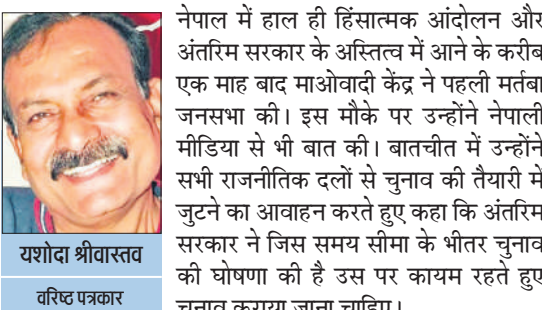 नेपाल में हाल ही हिंसात्मक आंदोलन और
अंतरिम सरकार के अस्तित्व में आने के करीब
एक माह बाद माओवादी केंद्र ने पहली मर्तबा
जनसभा की। इस मौके पर उन्होंने नेपाली
मीडिया से भी बात की। बातचीत में उन्होंने
सभी राजनीतिक दलों से चुनाव की तैयारी में
जुटने का आवाहन करते हुए कहा कि अंतरिम
सरकार ने जिस समय सीमा के भीतर चुनाव
की घोषणा की है उस पर कायम रहते हुए
चुनाव कराया जाना चाहिए।
यशोदा श्रीवास्तव
वरिष्ठ पत्रकार